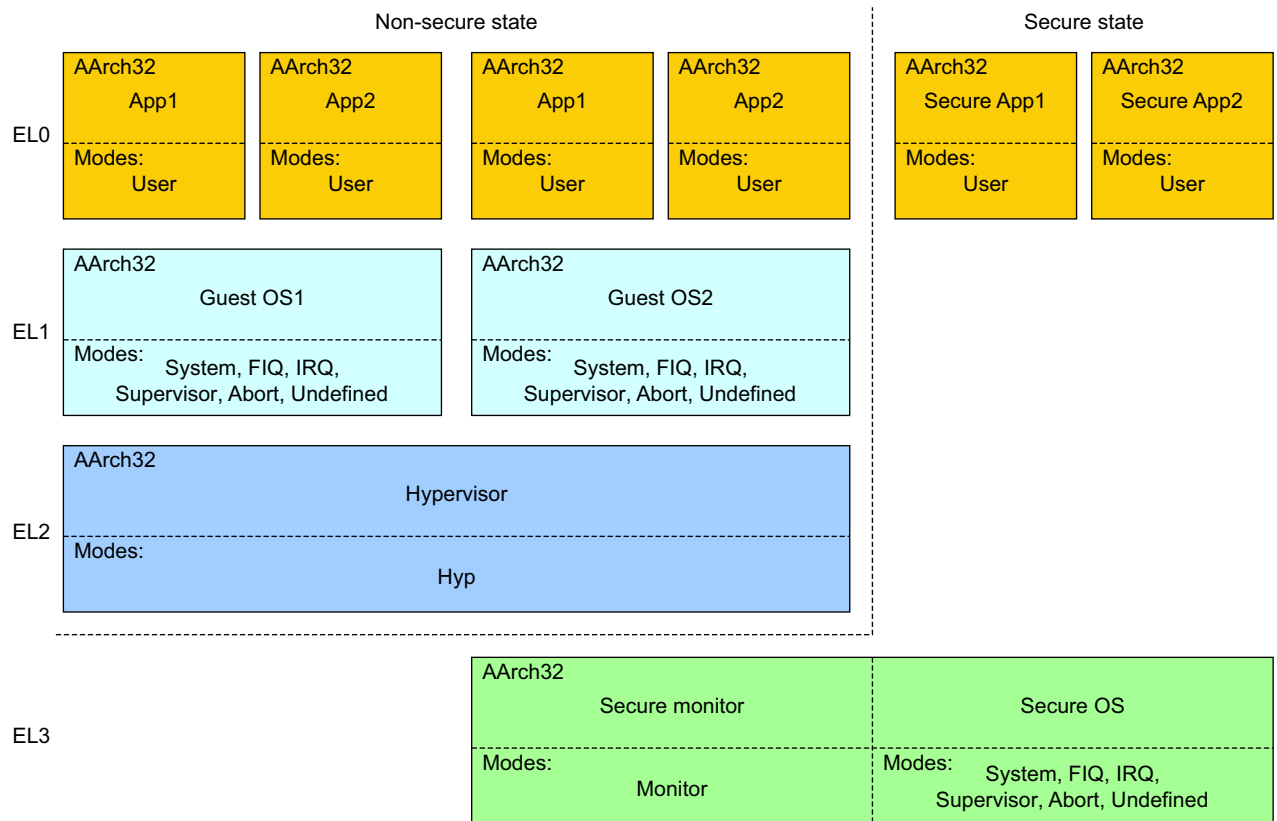 Non-secure state
Secure state
EL0
AArch32
App1
Modes:
User
AArch32
App2
Modes:
User
AArch32
App1
Modes:
User
AArch32
App2
Modes:
User
AArch32
Secure App1
Modes:
User
AArch32
Secure App2
Modes:
User
EL1
AArch32
Guest OS1
Modes:
System, FIQ, IRQ,
Supervisor, Abort, Undefined
AArch32
Guest OS2
Modes:
System, FIQ, IRQ,
Supervisor, Abort, Undefined
EL2
AArch32
Hypervisor
Modes:
Hyp
EL3
AArch32
Secure monitor
Modes:
Monitor
Secure OS
Modes:
System, FIQ, IRQ,
Supervisor, Abort, Undefined